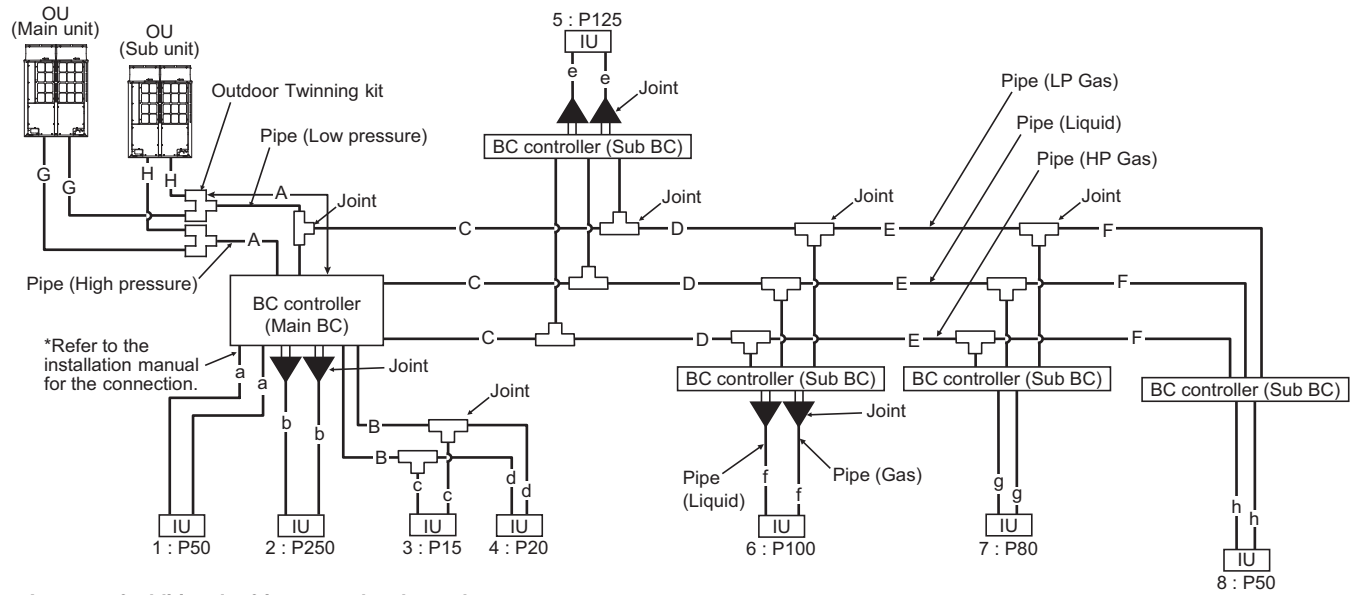 OU
(Main unit)
OU
(Sub unit)
5 : P125
IU
e
e
Joint
Outdoor Twinning kit
Pipe (Low pressure)
BC controller (Sub BC)
Pipe (LP Gas)
Pipe (Liquid)
Pipe (HP Gas)
G
G
H
H
A
Joint
Joint
Joint
Joint
C
D
E
F
A
Pipe (High pressure)
C
D
E
F
BC controller
(Main BC)
C
D
E
F
*Refer to the
installation manual
for the connection.
a
a
Joint
b
b
Joint
B
B
c
c
d
d
BC controller (Sub BC)
BC controller (Sub BC)
BC controller (Sub BC)
Joint
Pipe
(Liquid)
f
f
Pipe (Gas)
g
g
h
h
IU
1 : P50
IU
2 : P250
IU
3 : P15
IU
4 : P20
IU
6 : P100
IU
7 : P80
IU
8 : P50